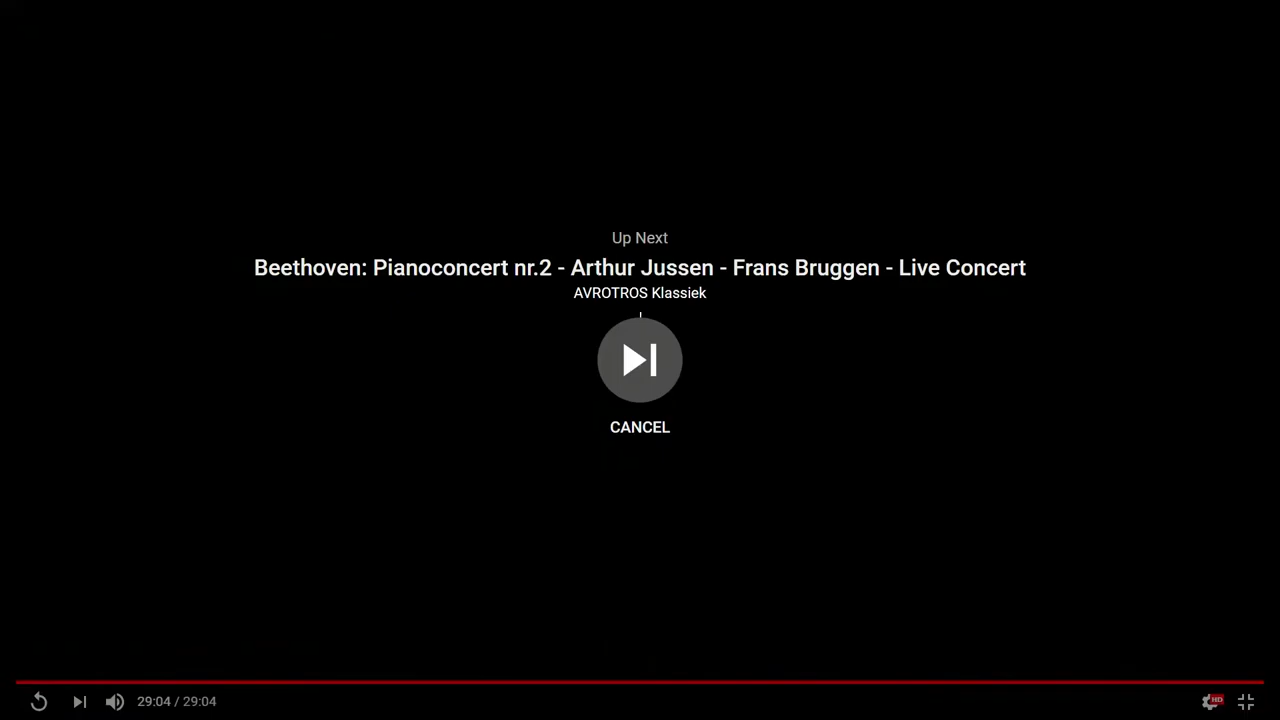 Up Next
Beethoven: Pianoconcert nr.2 - Arthur Jussen - Frans Bruggen - Live Concert
AVROTROS Klassiek
CANCEL
29:04 / 29:04
HD